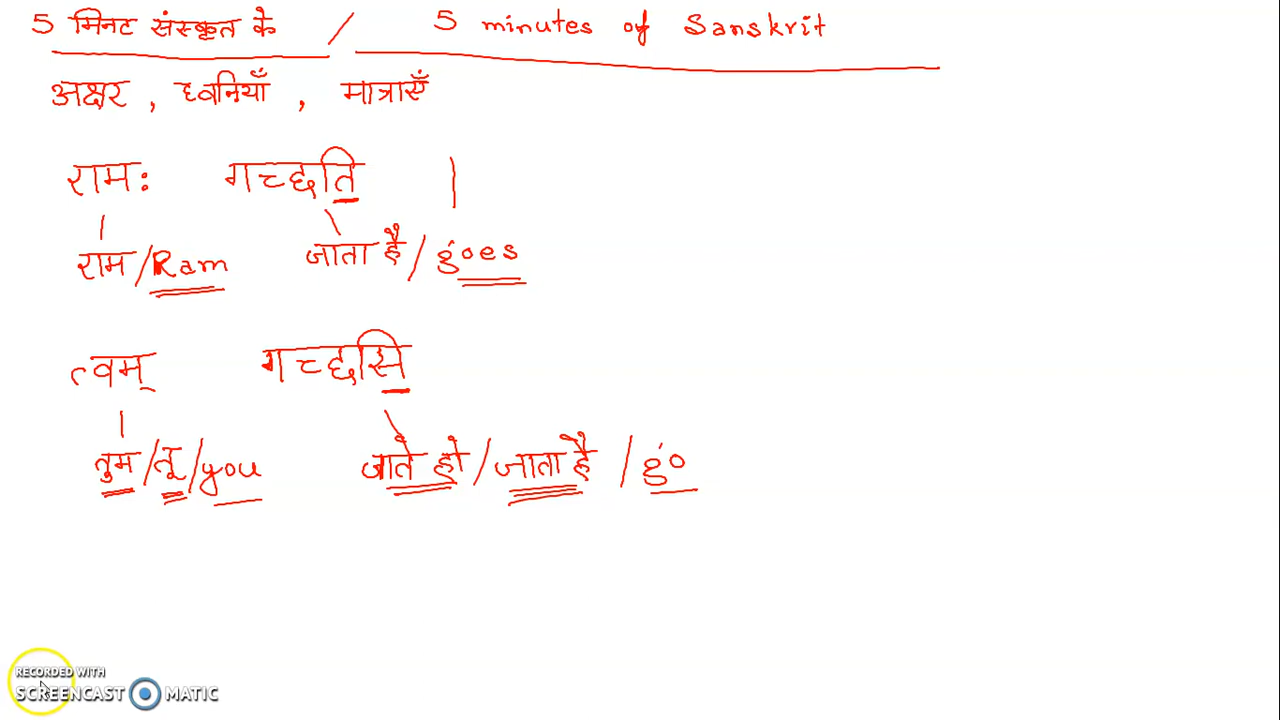 5 मिनट संस्कृत के / 5 minutes of Sanskrit
अक्षर , ध्वनियाँ , मात्राएँ
रामः गच्छति ।
राम/Ram जाता है/goes
त्वम् गच्छसि
तुम/तू/you जाते हो/जाता है/go
RECORDED WITH
SCREENCAST MATIC